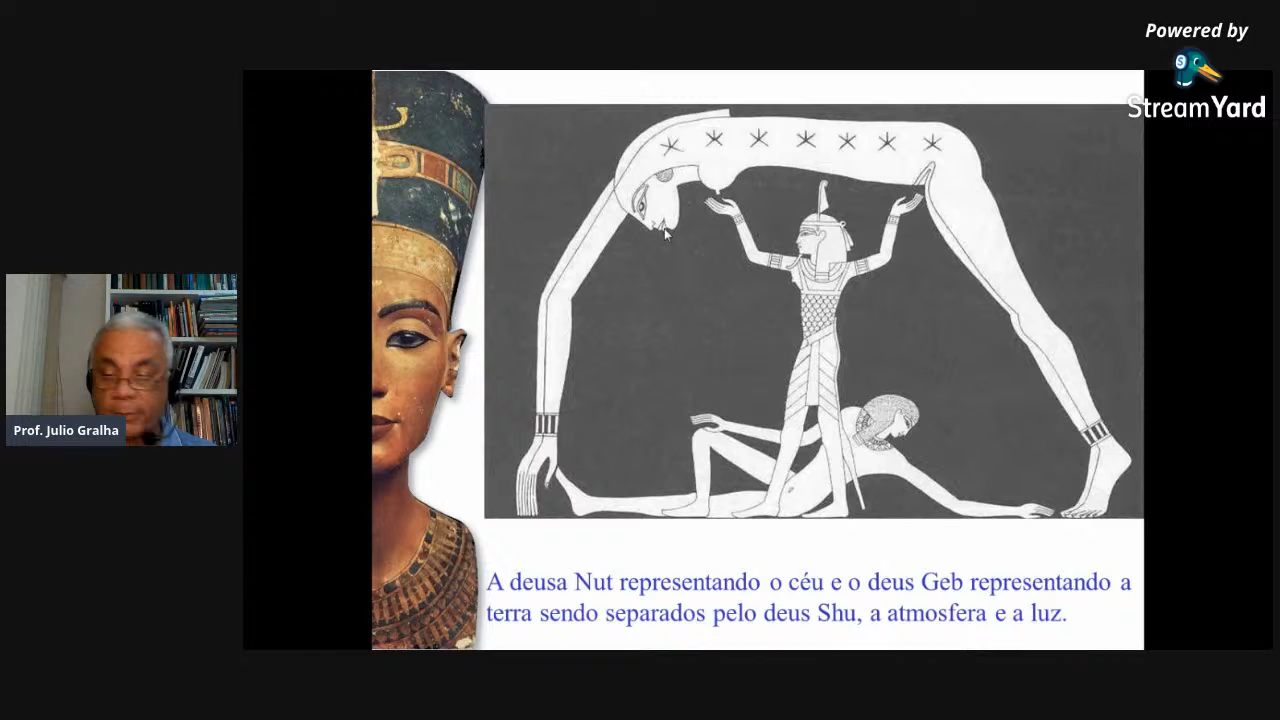 Powered by
StreamYard
Prof. Julio Gralha
A deusa Nut representando o céu e o deus Geb representando a
terra sendo separados pelo deus Shu, a atmosfera e a luz.